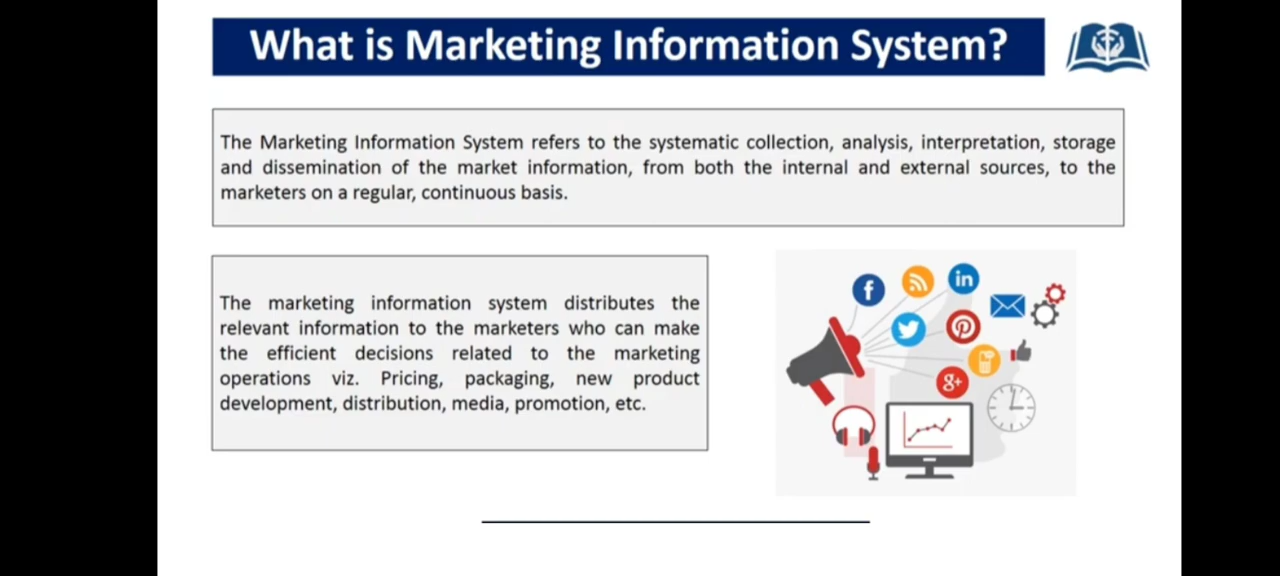 What is Marketing Information System?
The Marketing Information System refers to the systematic collection, analysis, interpretation, storage
and dissemination of the market information, from both the internal and external sources, to the
marketers on a regular, continuous basis.
The marketing information system distributes the
relevant information to the marketers who can make
the efficient decisions related to the marketing
operations viz. Pricing, packaging, new product
development, distribution, media, promotion, etc.
f
in
g+